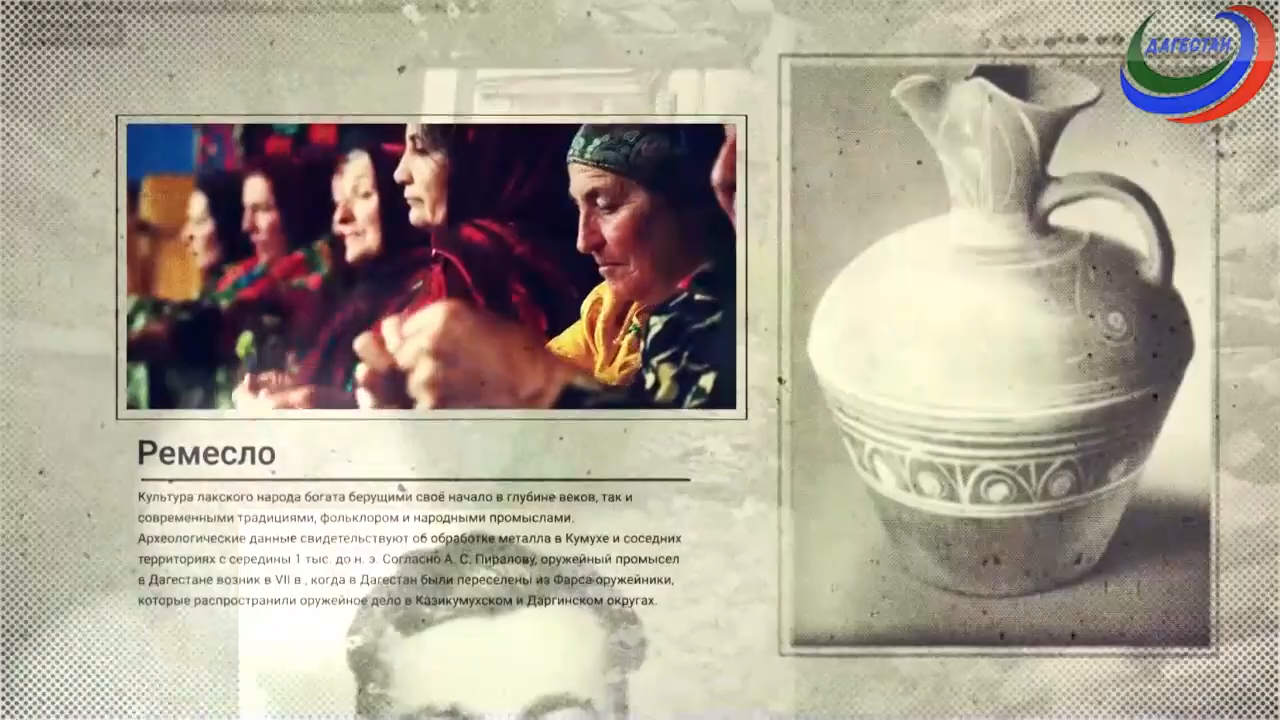 ДАГЕСТАН
Ремесло
Культура лакского народа богата берущими своё начало в глубине веков, так и
современными традициями, фольклором и народными промыслами.
Археологические данные свидетельствуют об обработке металла в Кумухе и соседних
территориях с середины 1 тыс. до н. э. Согласно А. С. Пиралову, оружейный промысел
в Дагестане возник в VII в., когда в Дагестан были переселены из Фарса оружейники,
которые распространили оружейное дело в Казикумухском и Даргинском округах.